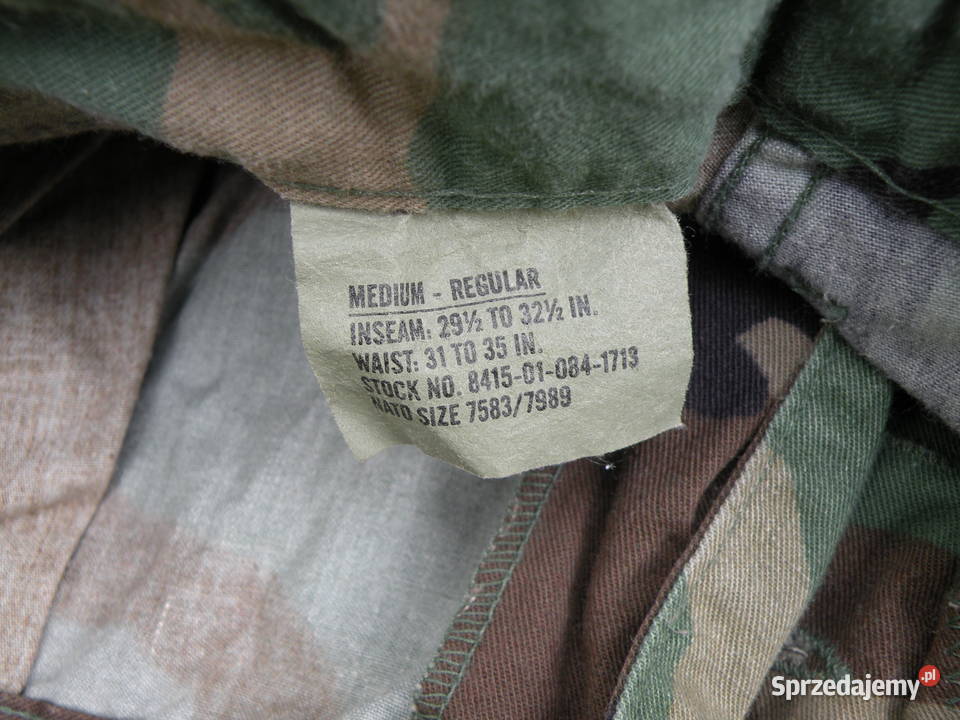 MEDIUM - REGULAR
INSEAM: 29½ TO 32½ IN.
WAIST: 31 TO 35 IN.
STOCK NO. 8415-01-084-1713
NATO SIZE 7583/7989
Sprzedajemy.pl